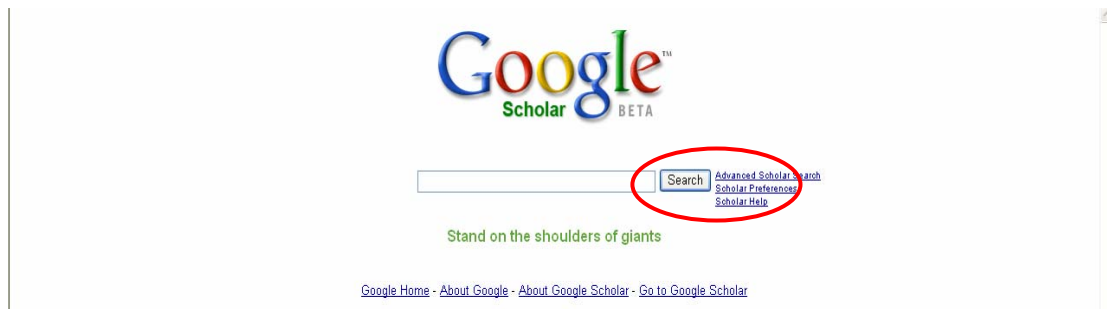 Google™
Scholar BETA
Search
Advanced Scholar Search
Scholar Preferences
Scholar Help
Stand on the shoulders of giants
Google Home - About Google - About Google Scholar - Go to Google Scholar